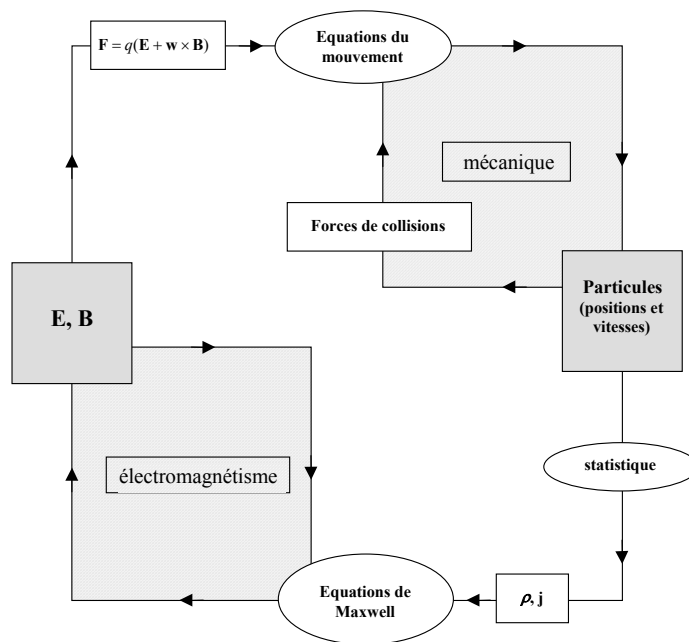 F = q(E + w × B)
Equations du
mouvement
mécanique
Forces de collisions
Particules
(positions et
vitesses)
E, B
électromagnétisme
statistique
Equations de
Maxwell
ρ, j